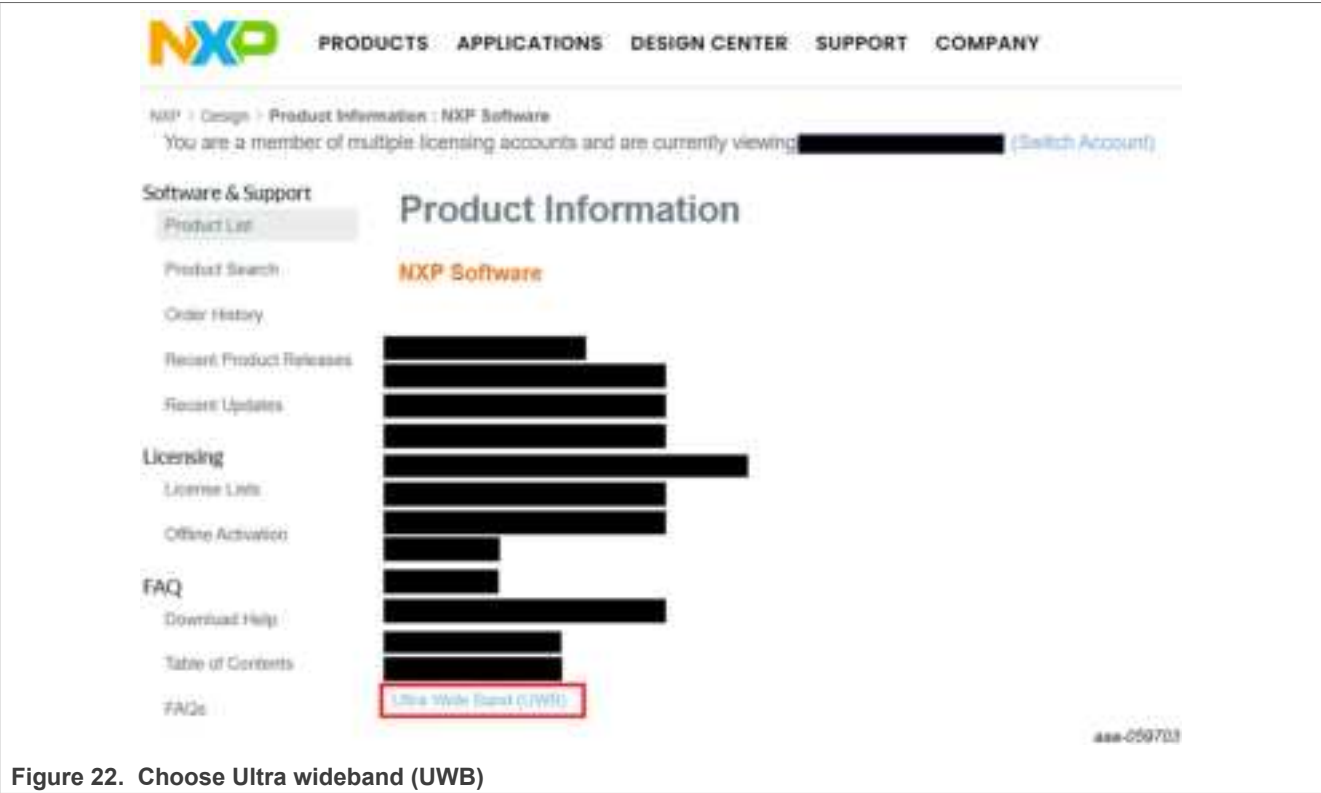 NXP PRODUCTS APPLICATIONS DESIGN CENTER SUPPORT COMPANY
NXP > Design > Product Information : NXP Software
You are a member of multiple licensing accounts and are currently viewing (Switch Account)
Software & Support
Product List
Product Information
Product Search
NXP Software
Order History
Recent Product Releases
Recent Updates
Licensing
License Lists
Offline Activation
FAQ
Download Help
Table of Contents
Ultra Wide Band (UWB)
FAQs
aaa-059703
Figure 22. Choose Ultra wideband (UWB)